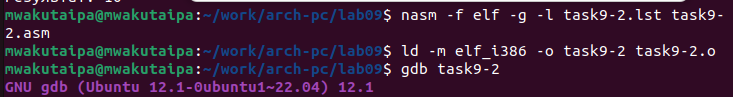 результат: 10
mwakutaipa@mwakutaipa:~/work/arch-pc/lab09$ nasm -f elf -g -l task9-2.lst task9-
2.asm
mwakutaipa@mwakutaipa:~/work/arch-pc/lab09$ ld -m elf_i386 -o task9-2 task9-2.o
mwakutaipa@mwakutaipa:~/work/arch-pc/lab09$ gdb task9-2
GNU gdb (Ubuntu 12.1-0ubuntu1~22.04) 12.1